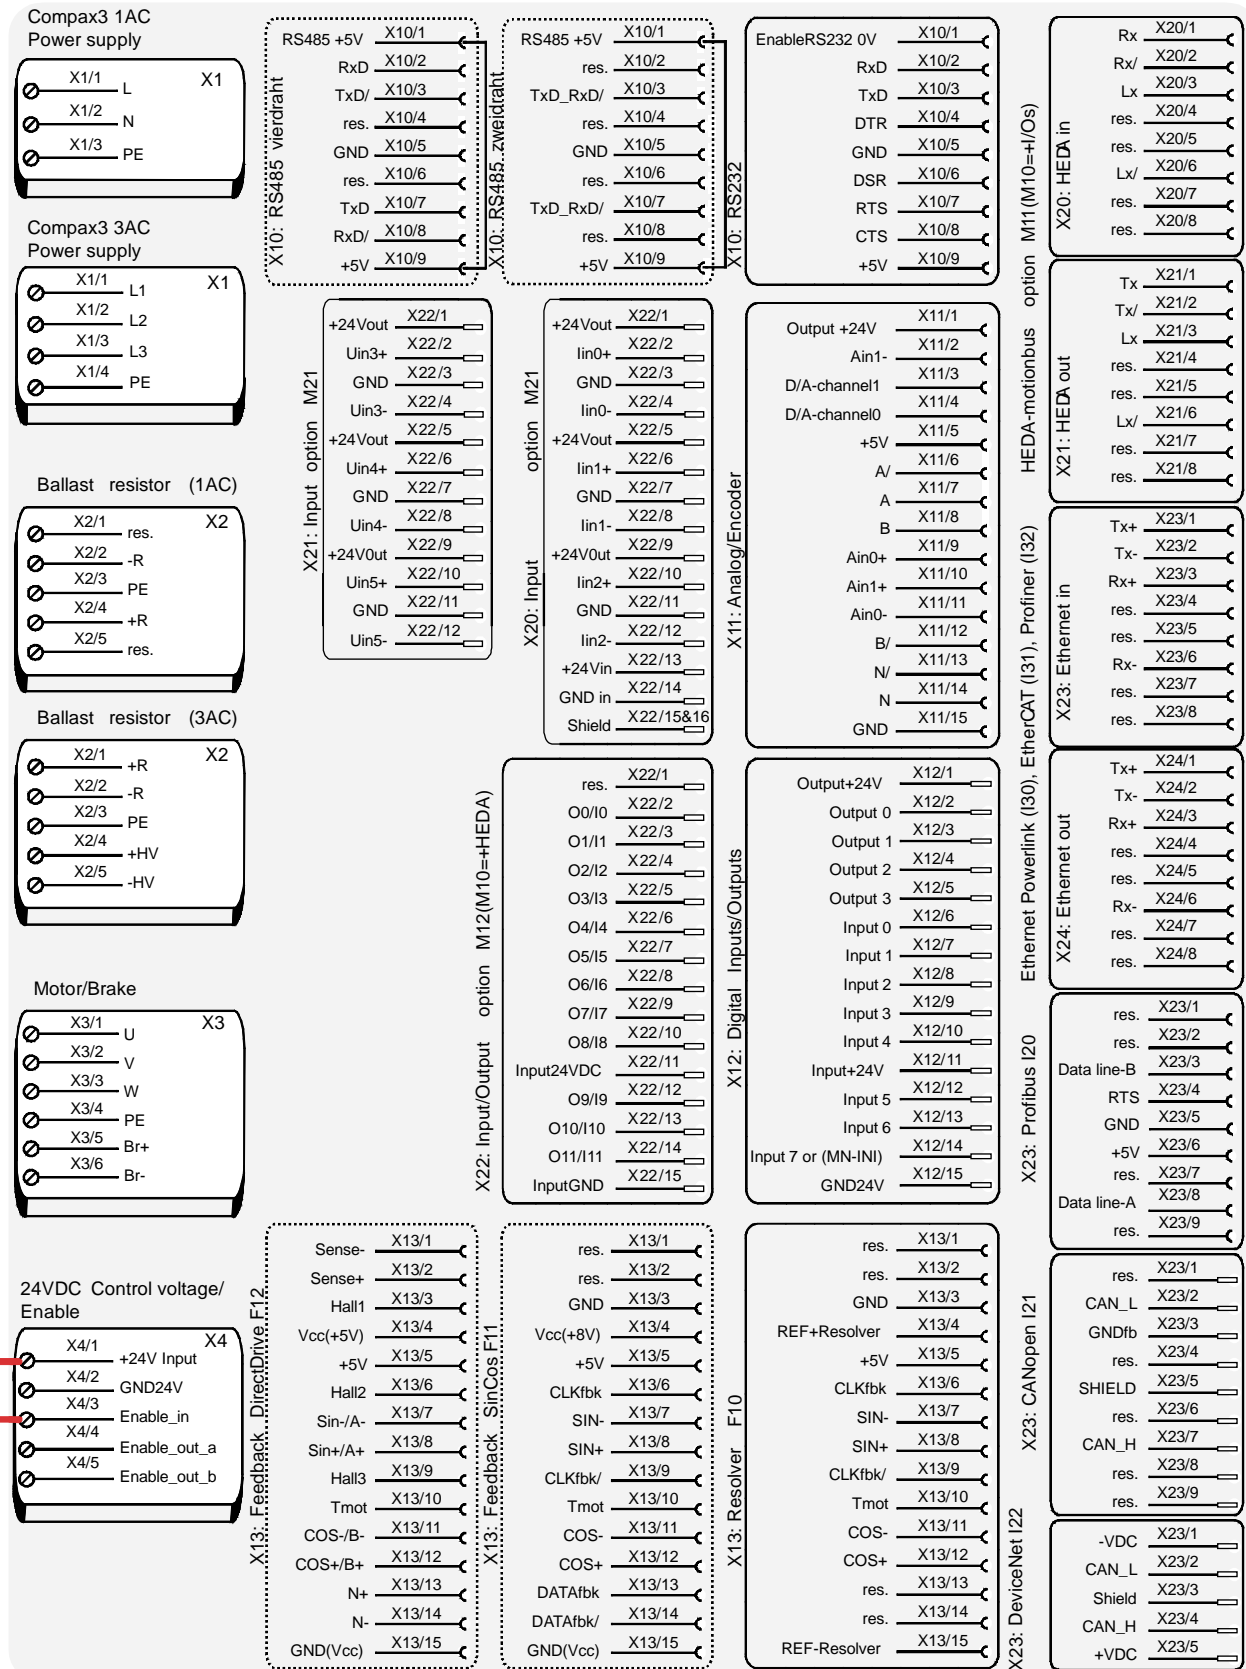 Compax3 1AC
Power supply
X1
X1/1 L
X1/2 N
X1/3 PE
Compax3 3AC
Power supply
X1
X1/1 L1
X1/2 L2
X1/3 L3
X1/4 PE
Ballast resistor (1AC)
X2
X2/1 res.
X2/2 -R
X2/3 PE
X2/4 +R
X2/5 res.
Ballast resistor (3AC)
X2
X2/1 +R
X2/2 -R
X2/3 PE
X2/4 +HV
X2/5 -HV
Motor/Brake
X3
X3/1 U
X3/2 V
X3/3 W
X3/4 PE
X3/5 Br+
X3/6 Br-
24VDC Control voltage/
Enable
X4
X4/1 +24V Input
X4/2 GND24V
X4/3 Enable_in
X4/4 Enable_out_a
X4/5 Enable_out_b
X10: RS485 vierdraht
RS485 +5V X10/1
RxD X10/2
TxD/ X10/3
res. X10/4
GND X10/5
res. X10/6
TxD X10/7
RxD/ X10/8
+5V X10/9
X10: RS485 zweidraht
RS485 +5V X10/1
res. X10/2
TxD_RxD/ X10/3
res. X10/4
GND X10/5
res. X10/6
TxD_RxD/ X10/7
res. X10/8
+5V X10/9
X10: RS232
EnableRS232 0V X10/1
RxD X10/2
TxD X10/3
DTR X10/4
GND X10/5
DSR X10/6
RTS X10/7
CTS X10/8
+5V X10/9
X21: Input option M21
+24Vout X22/1
Uin3+ X22/2
GND X22/3
Uin3- X22/4
+24Vout X22/5
Uin4+ X22/6
GND X22/7
Uin4- X22/8
+24V0ut X22/9
Uin5+ X22/10
GND X22/11
Uin5- X22/12
X20: Input option M21
+24Vout X22/1
Iin0+ X22/2
GND X22/3
Iin0- X22/4
+24Vout X22/5
Iin1+ X22/6
GND X22/7
Iin1- X22/8
+24V0ut X22/9
Iin2+ X22/10
GND X22/11
Iin2- X22/12
+24Vin X22/13
GND in X22/14
Shield X22/15&16
X11: Analog/Encoder
Output +24V X11/1
Ain1- X11/2
D/A-channel1 X11/3
D/A-channel0 X11/4
+5V X11/5
A/ X11/6
A X11/7
B X11/8
Ain0+ X11/9
Ain1+ X11/10
Ain0- X11/11
B/ X11/12
N/ X11/13
N X11/14
GND X11/15
X22: Input/Output option M12(M10=+HEDA)
res. X22/1
O0/I0 X22/2
O1/I1 X22/3
O2/I2 X22/4
O3/I3 X22/5
O4/I4 X22/6
O5/I5 X22/7
O6/I6 X22/8
O7/I7 X22/9
O8/I8 X22/10
Input24VDC X22/11
O9/I9 X22/12
O10/I10 X22/13
O11/I11 X22/14
InputGND X22/15
X12: Digital Inputs/Outputs
Output+24V X12/1
Output 0 X12/2
Output 1 X12/3
Output 2 X12/4
Output 3 X12/5
Input 0 X12/6
Input 1 X12/7
Input 2 X12/8
Input 3 X12/9
Input 4 X12/10
Input+24V X12/11
Input 5 X12/12
Input 6 X12/13
Input 7 or (MN-INI) X12/14
GND24V X12/15
X13: Feedback DirectDrive F12
Sense- X13/1
Sense+ X13/2
Hall1 X13/3
Vcc(+5V) X13/4
+5V X13/5
Hall2 X13/6
Sin-/A- X13/7
Sin+/A+ X13/8
Hall3 X13/9
Tmot X13/10
COS-/B- X13/11
COS+/B+ X13/12
N+ X13/13
N- X13/14
GND(Vcc) X13/15
X13: Feedback SinCos F11
res. X13/1
res. X13/2
GND X13/3
Vcc(+8V) X13/4
+5V X13/5
CLKfbk X13/6
SIN- X13/7
SIN+ X13/8
CLKfbk/ X13/9
Tmot X13/10
COS- X13/11
COS+ X13/12
DATAfbk X13/13
DATAfbk/ X13/14
GND(Vcc) X13/15
X13: Resolver F10
res. X13/1
res. X13/2
GND X13/3
REF+Resolver X13/4
+5V X13/5
CLKfbk X13/6
SIN- X13/7
SIN+ X13/8
CLKfbk/ X13/9
Tmot X13/10
COS- X13/11
COS+ X13/12
res. X13/13
res. X13/14
REF-Resolver X13/15
HEDA-motionbus option M11 (M10=+I/Os)
X20: HEDA in
Rx X20/1
Rx/ X20/2
Lx X20/3
res. X20/4
res. X20/5
Lx/ X20/6
res. X20/7
res. X20/8
X21: HEDA out
Tx X21/1
Tx/ X21/2
Lx X21/3
res. X21/4
res. X21/5
Lx/ X21/6
res. X21/7
res. X21/8
Ethernet Powerlink (I30), EtherCAT (I31), Profiner (I32)
X23: Ethernet in
Tx+ X23/1
Tx- X23/2
Rx+ X23/3
res. X23/4
res. X23/5
Rx- X23/6
res. X23/7
res. X23/8
X24: Ethernet out
Tx+ X24/1
Tx- X24/2
Rx+ X24/3
res. X24/4
res. X24/5
Rx- X24/6
res. X24/7
res. X24/8
X23: Profibus I20
res. X23/1
res. X23/2
Data line-B X23/3
RTS X23/4
GND X23/5
+5V X23/6
res. X23/7
Data line-A X23/8
res. X23/9
X23: CANopen I21
res. X23/1
CAN_L X23/2
GNDfb X23/3
res. X23/4
SHIELD X23/5
res. X23/6
CAN_H X23/7
res. X23/8
res. X23/9
X23: DeviceNet I22
-VDC X23/1
CAN_L X23/2
Shield X23/3
CAN_H X23/4
+VDC X23/5